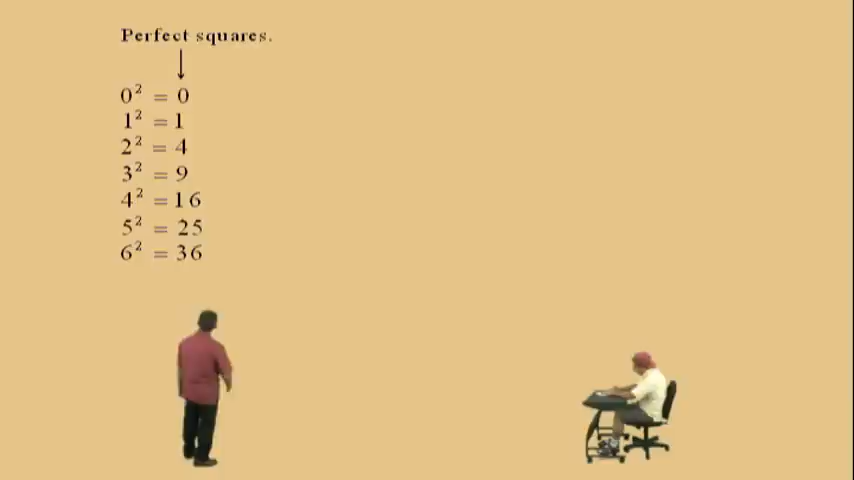 Perfect squares.
0² = 0
1² = 1
2² = 4
3² = 9
4² = 16
5² = 25
6² = 36